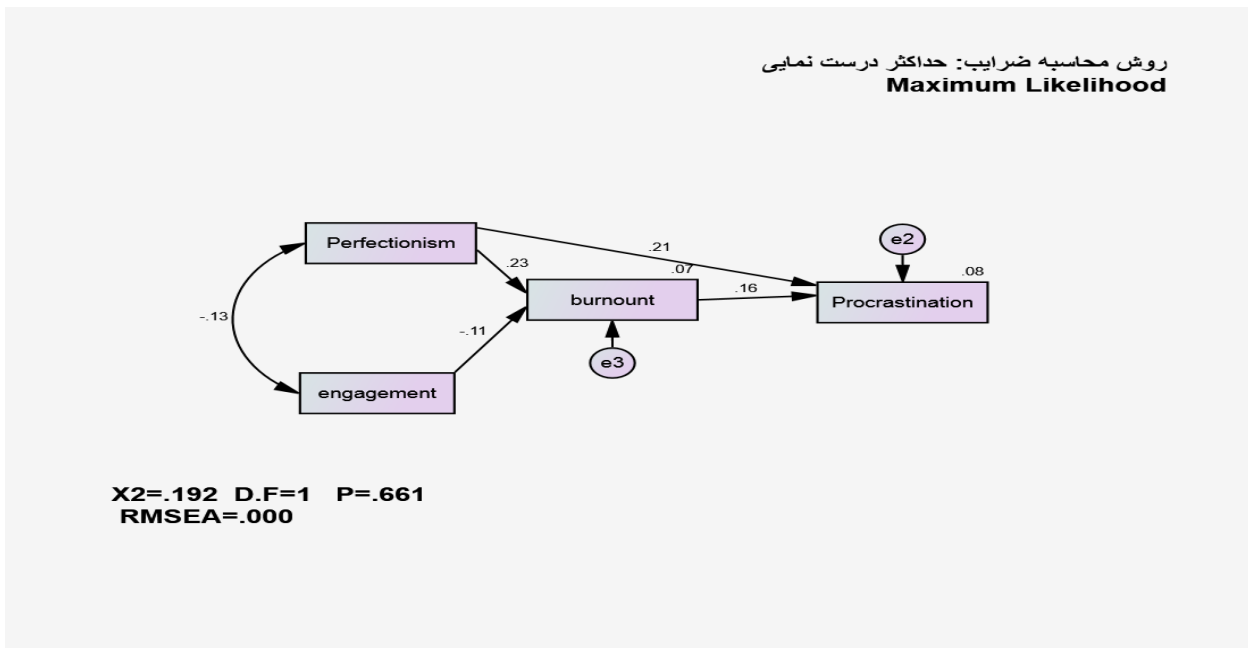 روش محاسبه ضرایب: حداکثر درست نمایی
Maximum Likelihood
e2
Perfectionism
.21
.08
.23
.07
burnount
.16
Procrastination
-.13
-.11
e3
engagement
X2=.192 D.F=1 P=.661
RMSEA=.000